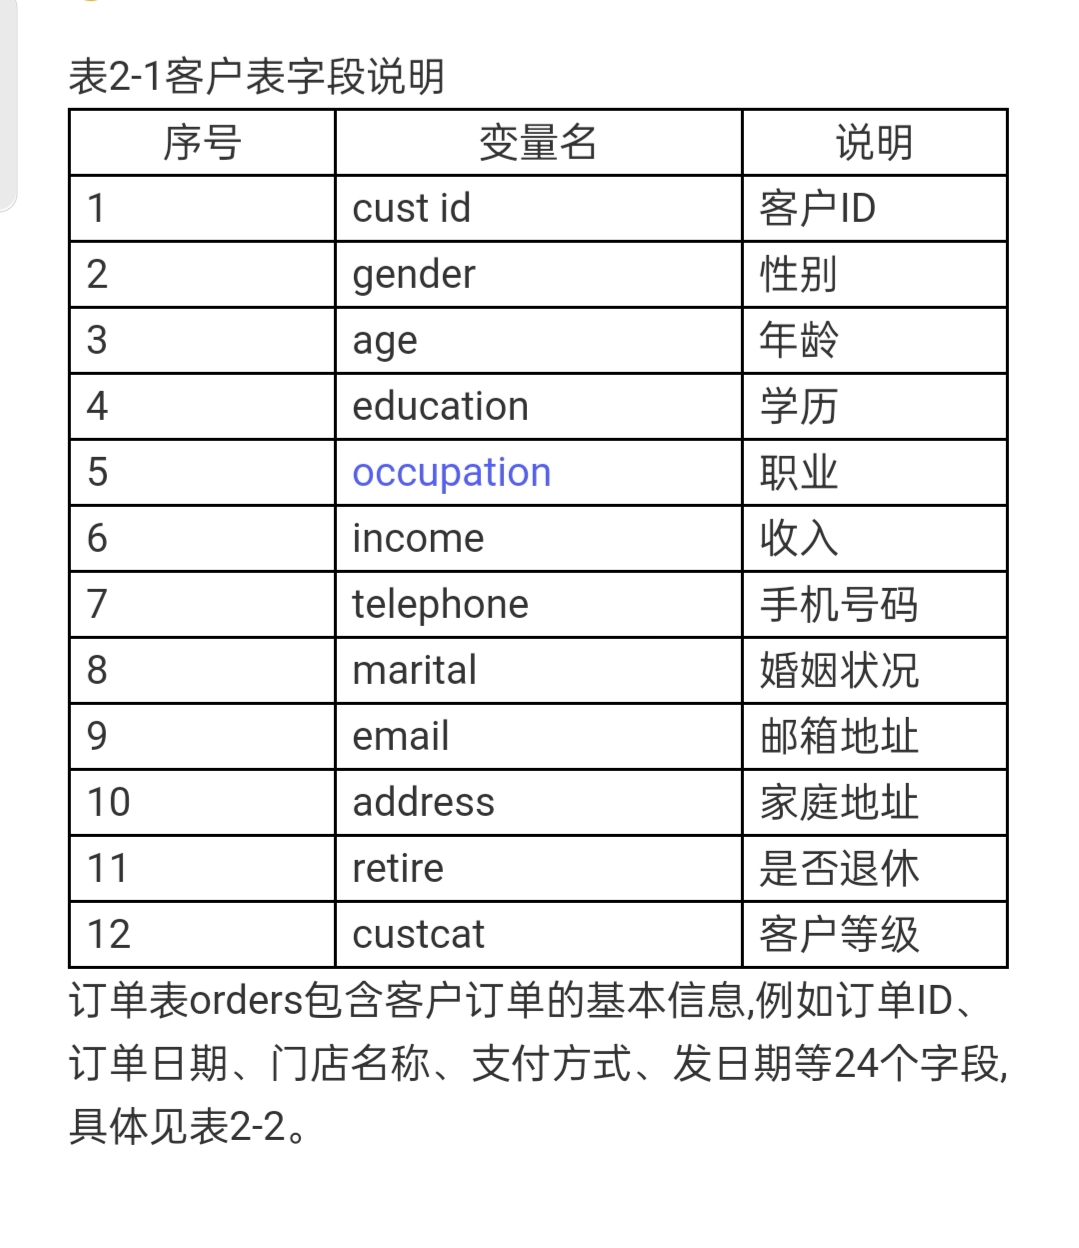 表2-1客户表字段说明
序号 变量名 说明
1 cust id 客户ID
2 gender 性别
3 age 年龄
4 education 学历
5 occupation 职业
6 income 收入
7 telephone 手机号码
8 marital 婚姻状况
9 email 邮箱地址
10 address 家庭地址
11 retire 是否退休
12 custcat 客户等级
订单表orders包含客户订单的基本信息,例如订单ID、
订单日期、门店名称、支付方式、发日期等24个字段,
具体见表2-2。